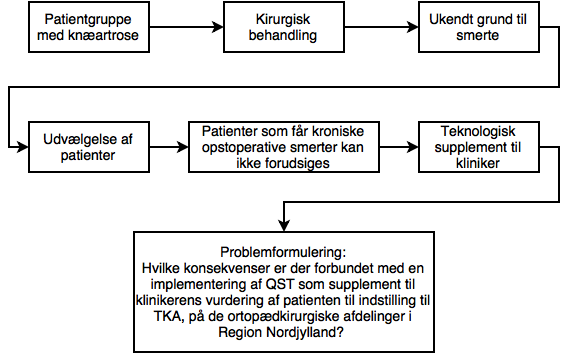 Patientgruppe
med knæartrose
Kirurgisk
behandling
Ukendt grund til
smerte
Udvælgelse af
patienter
Patienter som får kroniske
opstoperative smerter kan
ikke forudsiges
Teknologisk
supplement til
kliniker
Problemformulering:
Hvilke konsekvenser er der forbundet med en
implementering af QST som supplement til
klinikerens vurdering af patienten til indstilling til
TKA, på de ortopædkirurgiske afdelinger i
Region Nordjylland?